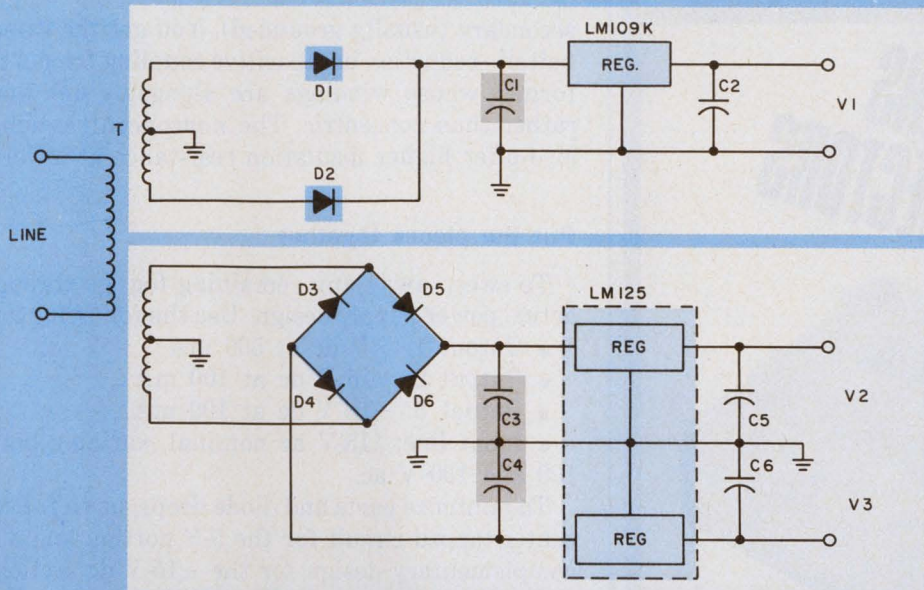 LM109K
REG.
D1
C1
C2
V1
T
D2
LINE
D3
D5
LM125
REG
V2
D4
D6
C3
C5
C4
C6
V3
REG